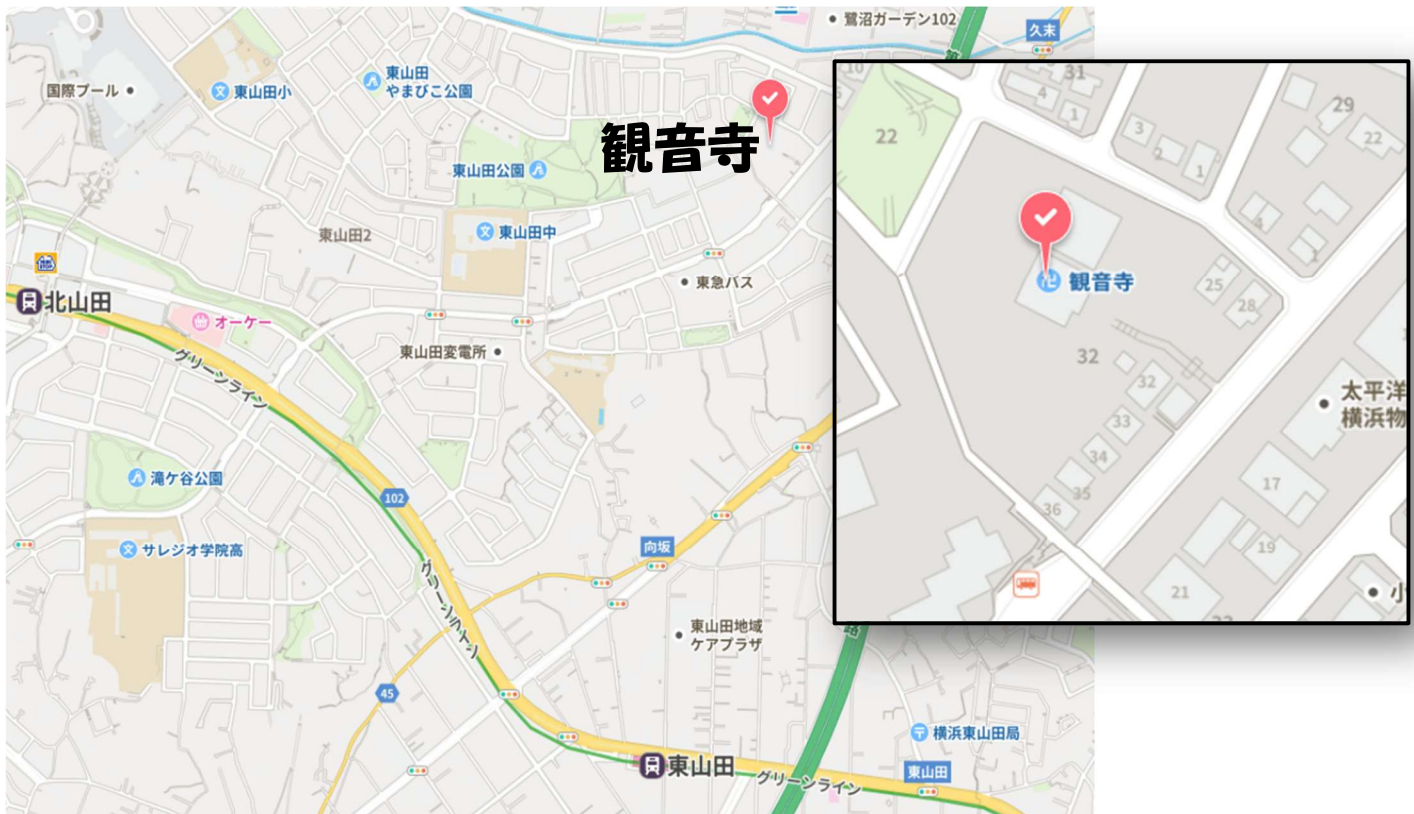 鷺沼ガーデン102
久末
国際プール
東山田小
東山田
やまびこ公園
観音寺
東山田公園
東山田2
東山田中
東急バス
北山田
オーケー
東山田変電所
グリーンライン
滝ケ谷公園
102
サレジオ学院高
向坂
グリーンライン
東山田地域
ケアプラザ
45
路
横浜東山田局
東山田
東山田
グリーンライン
10
31
4
1
22
3
2
1
29
22
4
1
観音寺
25
28
32
32
33
34
35
36
太平洋
横浜物
17
19
21
小